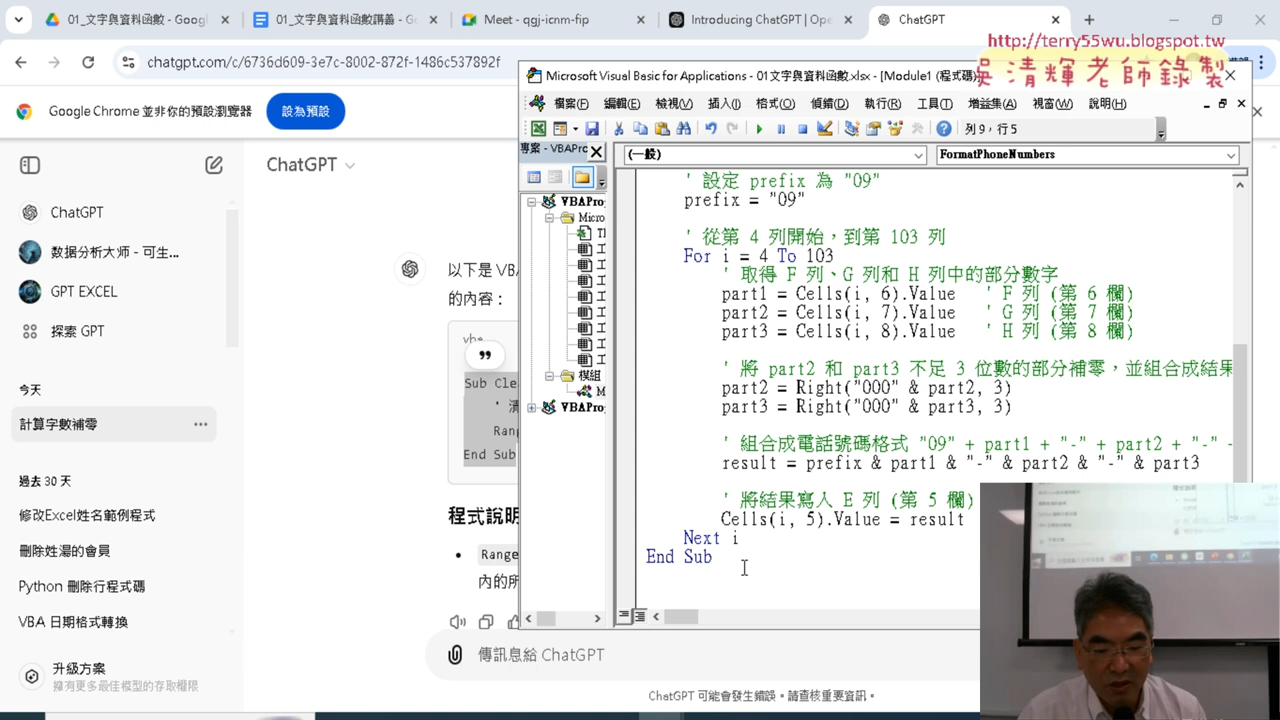 01_文字與資料函數 - Googl
01_文字與資料函數講義 - Go
Meet - qgj-icnm-fip
Introducing ChatGPT | Ope
ChatGPT
http://terry55wu.blogspot.tw
吳清輝老師錄製
chatgpt.com/c/6736d609-3e7c-8002-872f-1486c537892f
Google Chrome 並非你的預設瀏覽器
設為預設
ChatGPT
ChatGPT
数据分析大师 - 可生...
GPT EXCEL
探索 GPT
今天
計算字數補零
過去 30 天
修改Excel姓名範例程式
刪除姓湯的會員
Python 刪除行程式碼
VBA 日期格式轉換
升級方案
擁有更多最佳模型的存取權限
以下是 VBA
的內容：
vba
Sub Cle
' 清
Ran
End Sub
程式說明
Range
內的所
傳訊息給 ChatGPT
ChatGPT 可能會發生錯誤。請查核重要資訊。
Microsoft Visual Basic for Applications - 01文字與資料函數.xlsx - [Module1 (程式碼)
檔案(F) 編輯(E) 檢視(V) 插入(I) 格式(O) 偵錯(D) 執行(R) 工具(T) 增益集(A) 視窗(W) 說明(H)
列 9，行 5
專案 - VBAPro
VBAPro
Micro
模組
VBAPro
(一般)
FormatPhoneNumbers
' 設定 prefix 為 "09"
prefix = "09"
' 從第 4 列開始，到第 103 列
For i = 4 To 103
' 取得 F 列、G 列和 H 列中的部分數字
part1 = Cells(i, 6).Value ' F 列 (第 6 欄)
part2 = Cells(i, 7).Value ' G 列 (第 7 欄)
part3 = Cells(i, 8).Value ' H 列 (第 8 欄)
' 將 part2 和 part3 不足 3 位數的部分補零，並組合成結果
part2 = Right("000" & part2, 3)
part3 = Right("000" & part3, 3)
' 組合成電話號碼格式 "09" + part1 + "-" + part2 + "-" -
result = prefix & part1 & "-" & part2 & "-" & part3
' 將結果寫入 E 列 (第 5 欄)
Cells(i, 5).Value = result
Next i
End Sub